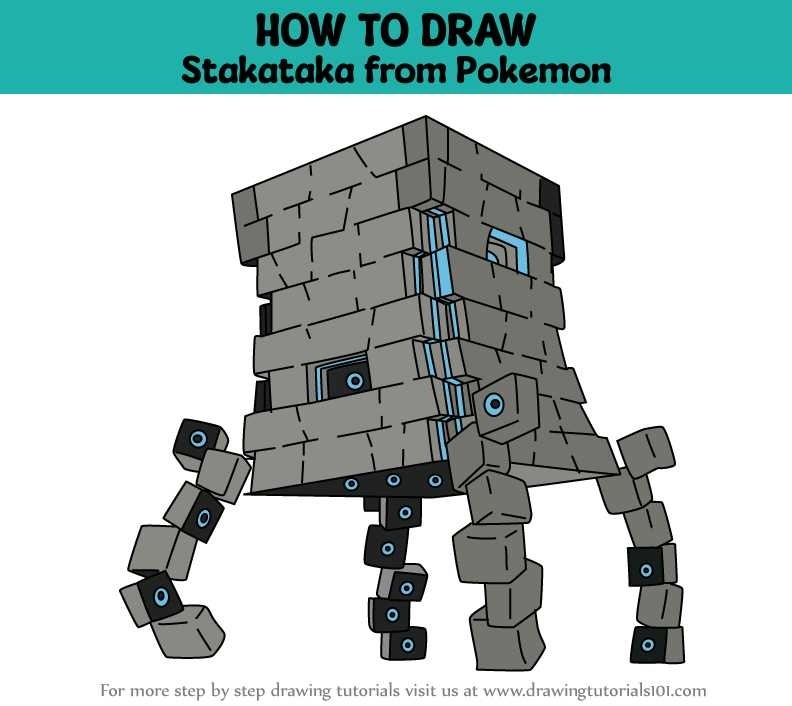 HOW TO DRAW
Stakataka from Pokemon
For more step by step drawing tutorials visit us at www.drawingtutorials101.com